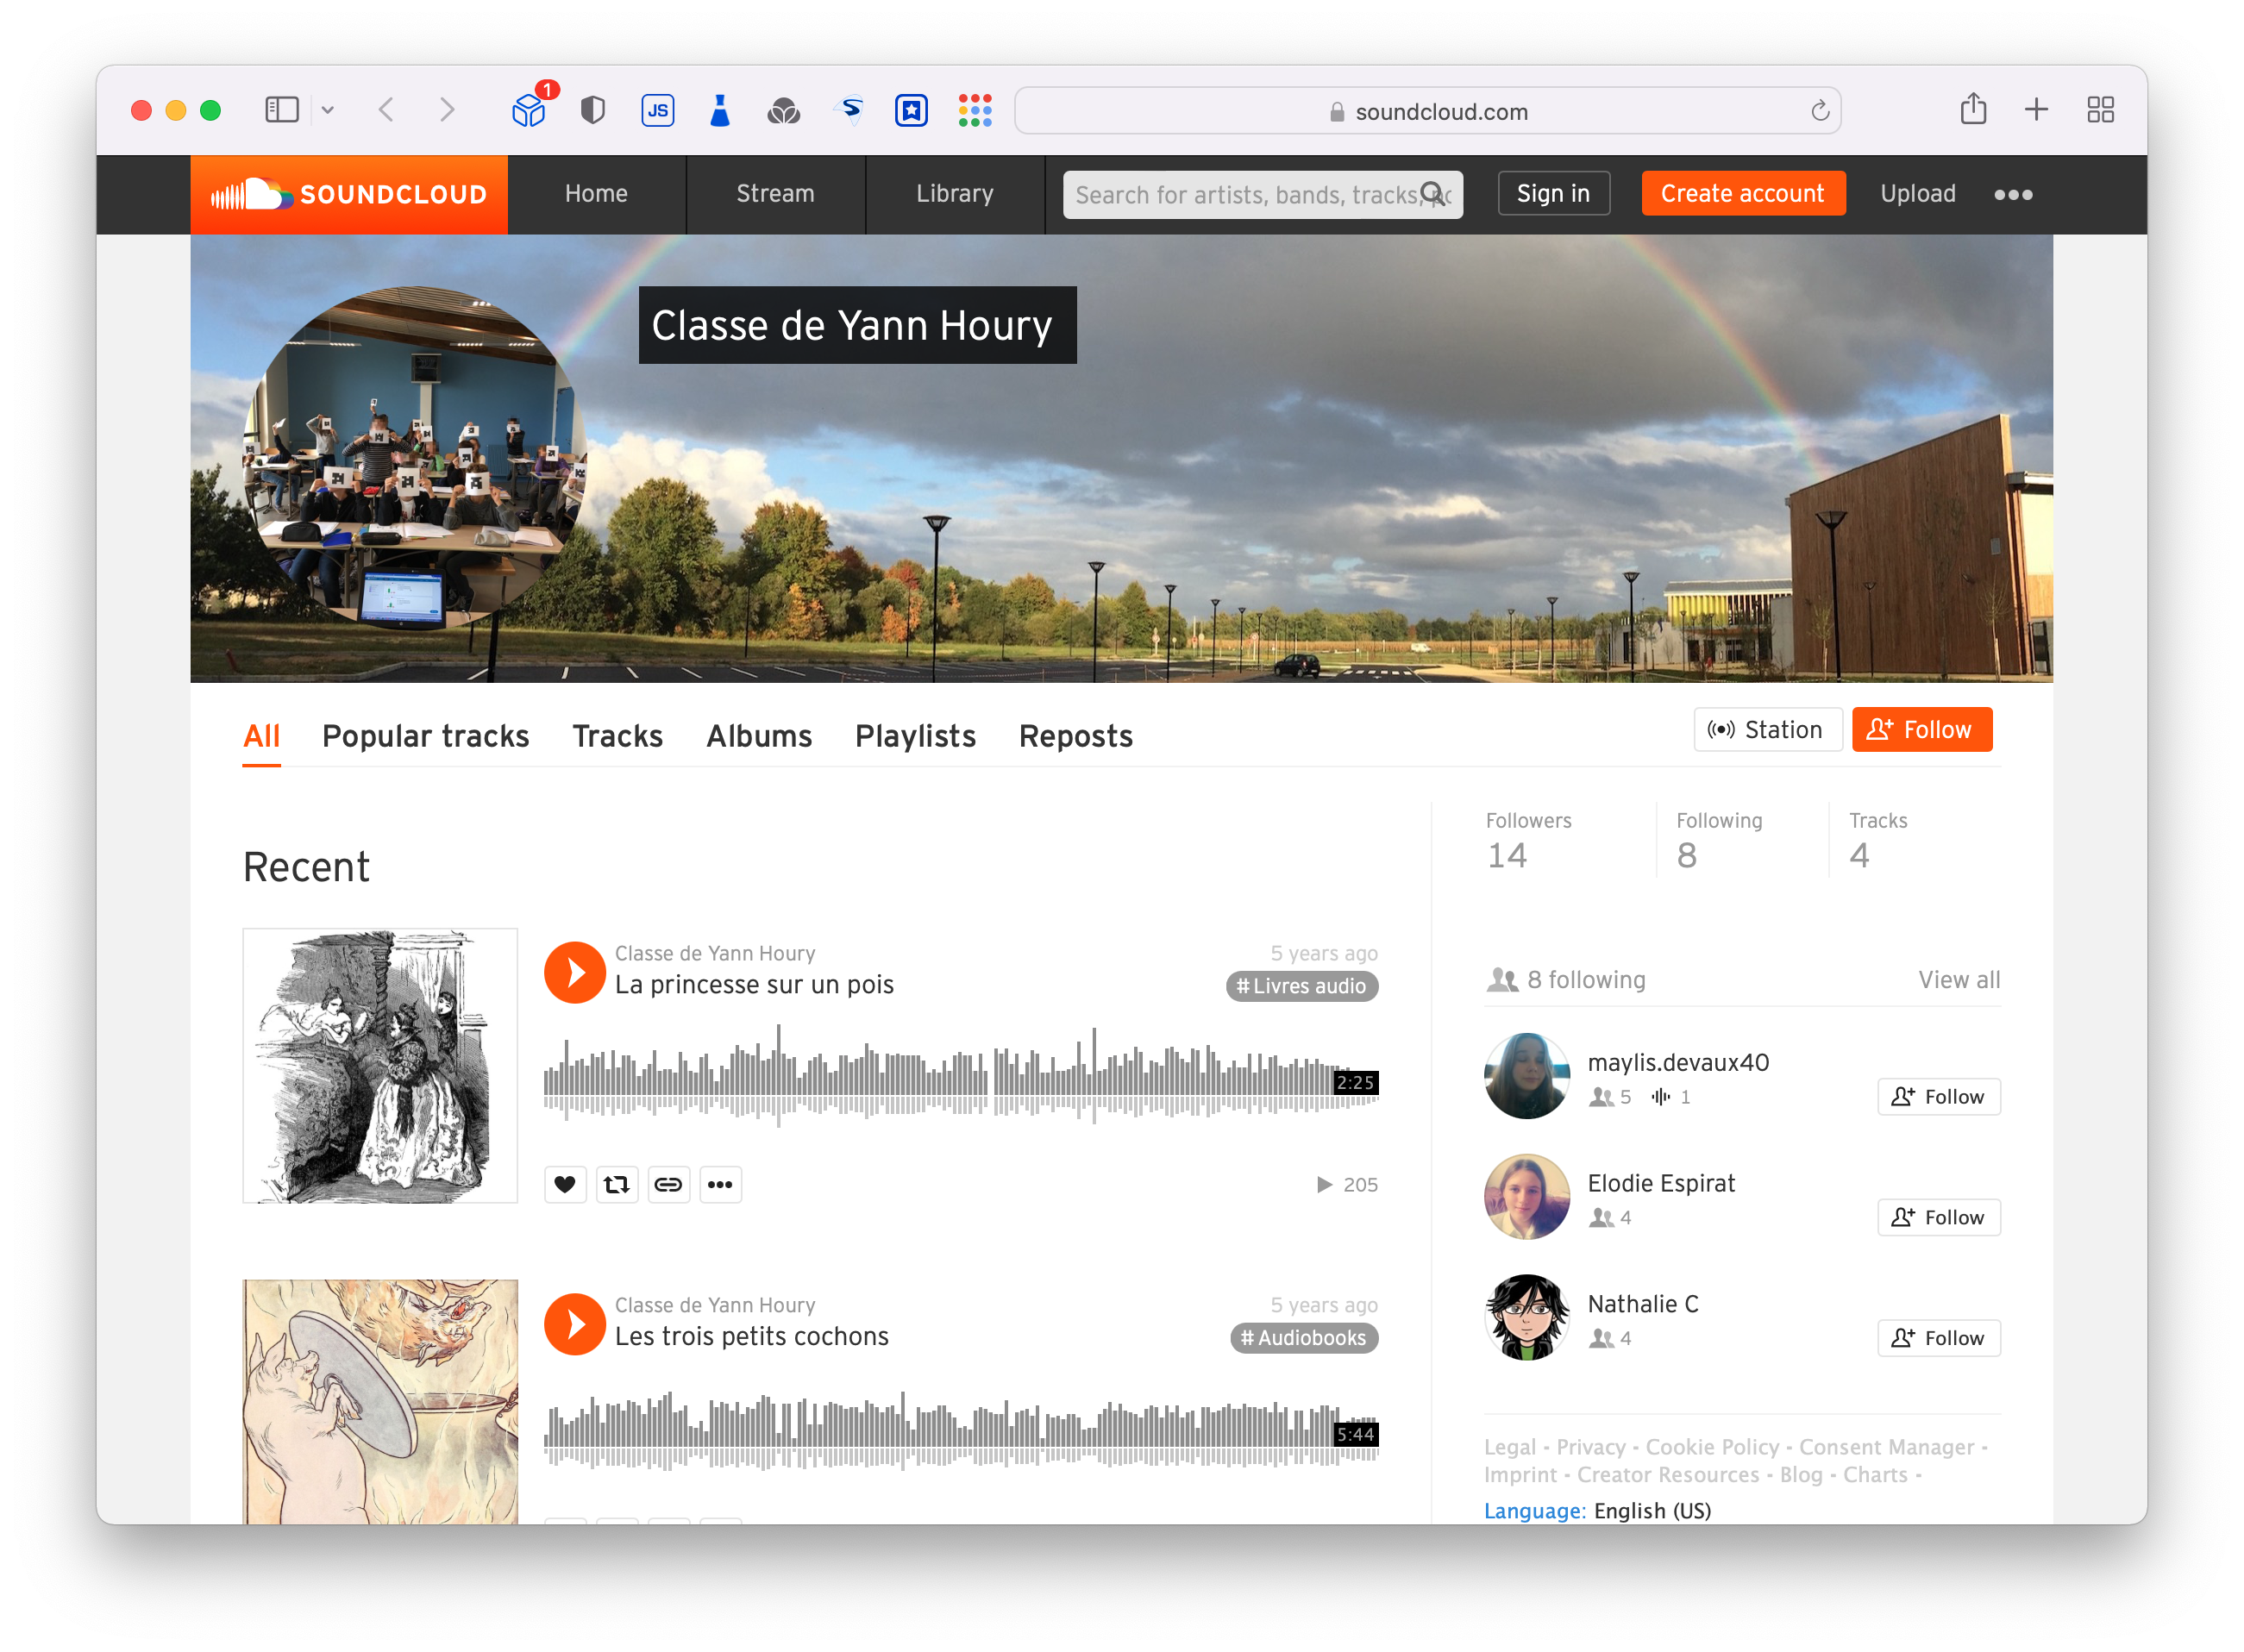 1
JS
S
soundcloud.com
SOUNDCLOUD
Home
Stream
Library
Search for artists, bands, tracks,
Sign in
Create account
Upload
Classe de Yann Houry
All
Popular tracks
Tracks
Albums
Playlists
Reposts
Station
Follow
Followers
14
Following
8
Tracks
4
Recent
Classe de Yann Houry
5 years ago
La princesse sur un pois
# Livres audio
2:25
205
Classe de Yann Houry
5 years ago
Les trois petits cochons
# Audiobooks
5:44
8 following
View all
maylis.devaux40
5
1
Follow
Elodie Espirat
4
Follow
Nathalie C
4
Follow
Legal - Privacy - Cookie Policy - Consent Manager -
Imprint - Creator Resources - Blog - Charts -
Language: English (US)